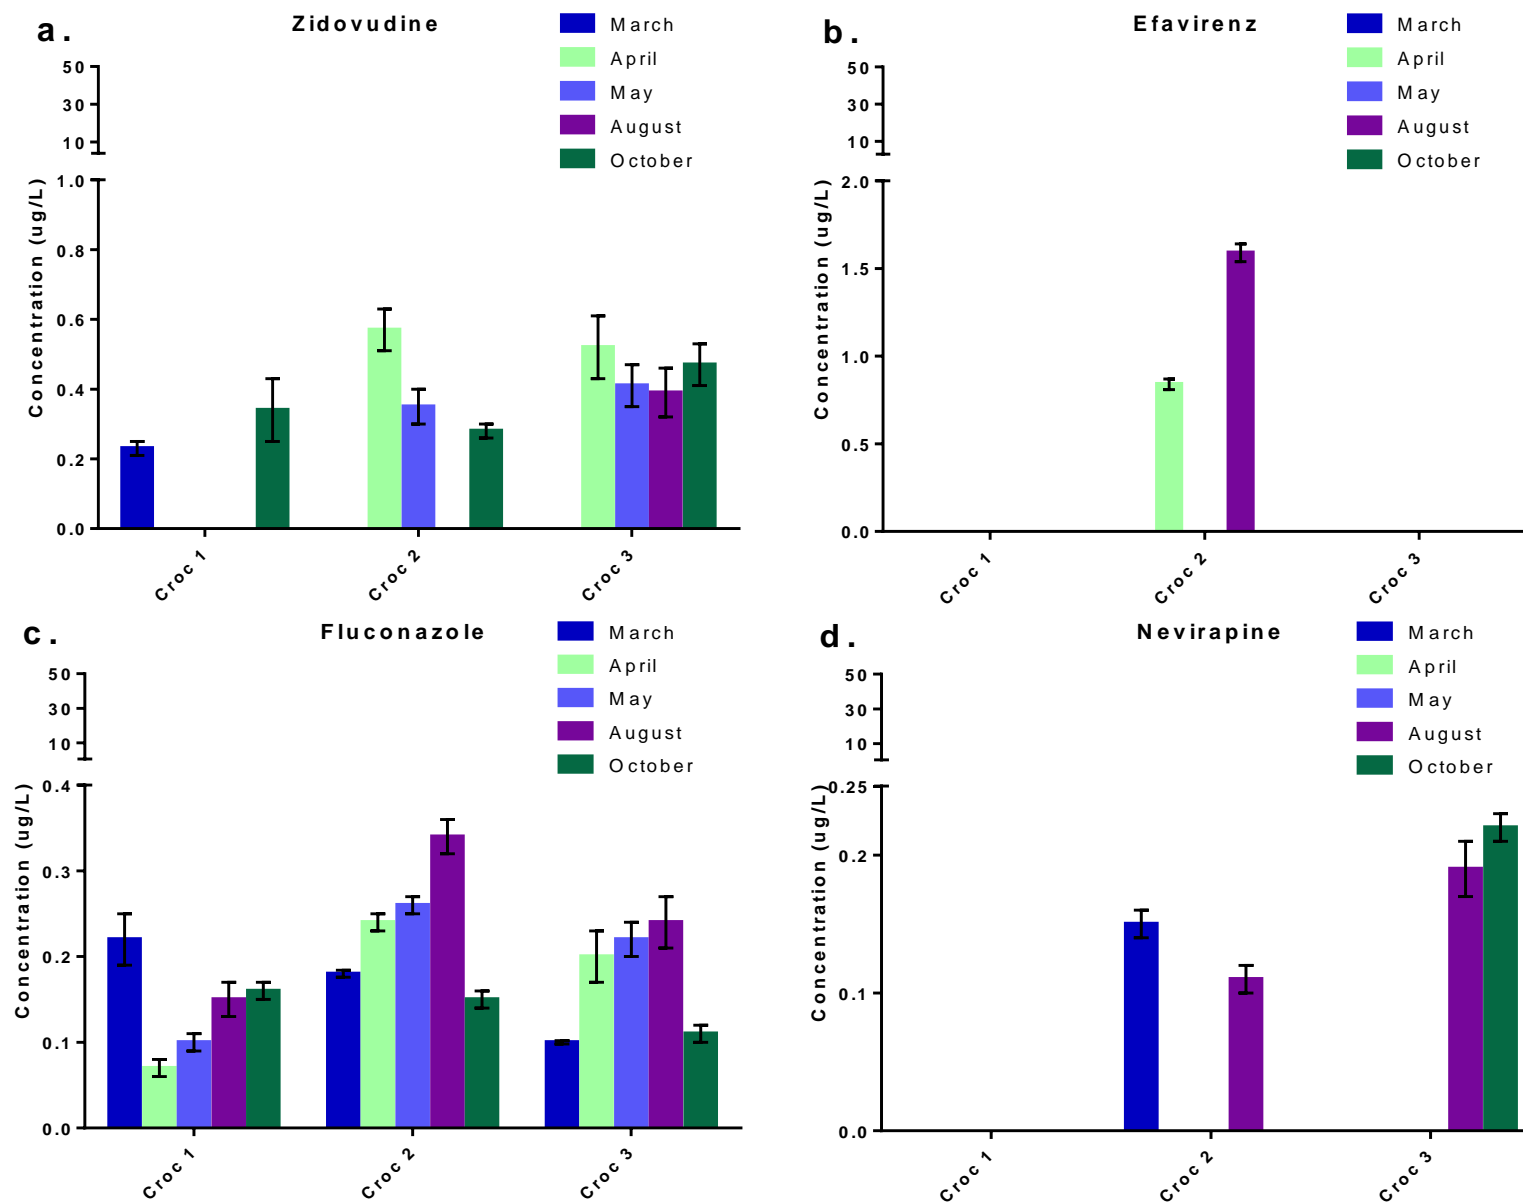 a.
Zidovudine
March
April
May
August
October
50
30
10
1.0
0.8
0.6
0.4
0.2
0.0
Concentration (ug/L)
Croc 1
Croc 2
Croc 3
b.
Efavirenz
March
April
May
August
October
50
30
10
2.0
1.5
1.0
0.5
0.0
Concentration (ug/L)
Croc 1
Croc 2
Croc 3
c.
Fluconazole
March
April
May
August
October
50
30
10
0.4
0.3
0.2
0.1
0.0
Concentration (ug/L)
Croc 1
Croc 2
Croc 3
d.
Nevirapine
March
April
May
August
October
50
30
10
0.25
0.2
0.1
0.0
Concentration (ug/L)
Croc 1
Croc 2
Croc 3